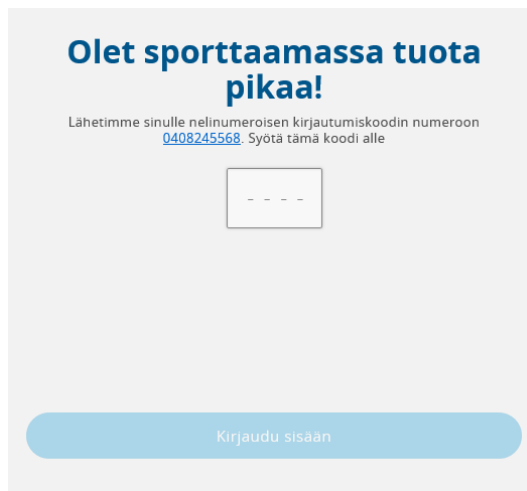 Olet sporttaamassa tuota
pikaa!
Lähetimme sinulle nelinumeroisen kirjautumiskoodin numeroon
0408245568. Syötä tämä koodi alle
– – – –
Kirjaudu sisään